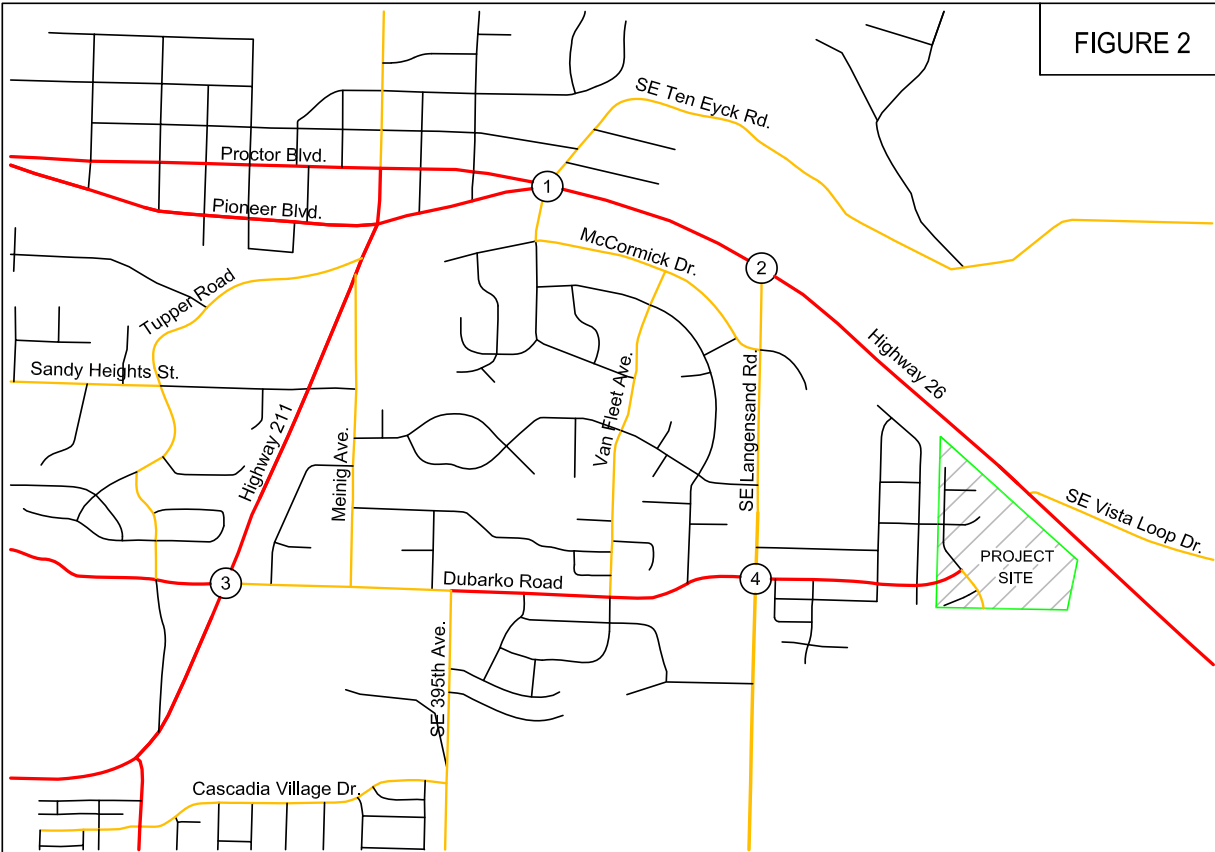 FIGURE 2
SE Ten Eyck Rd.
Proctor Blvd.
1
Pioneer Blvd.
McCormick Dr.
2
Tupper Road
Highway 26
Sandy Heights St.
Highway 211
Meinig Ave.
Van Fleet Ave.
SE Langensand Rd.
SE Vista Loop Dr.
PROJECT
SITE
3
Dubarko Road
4
SE 395th Ave.
Cascadia Village Dr.